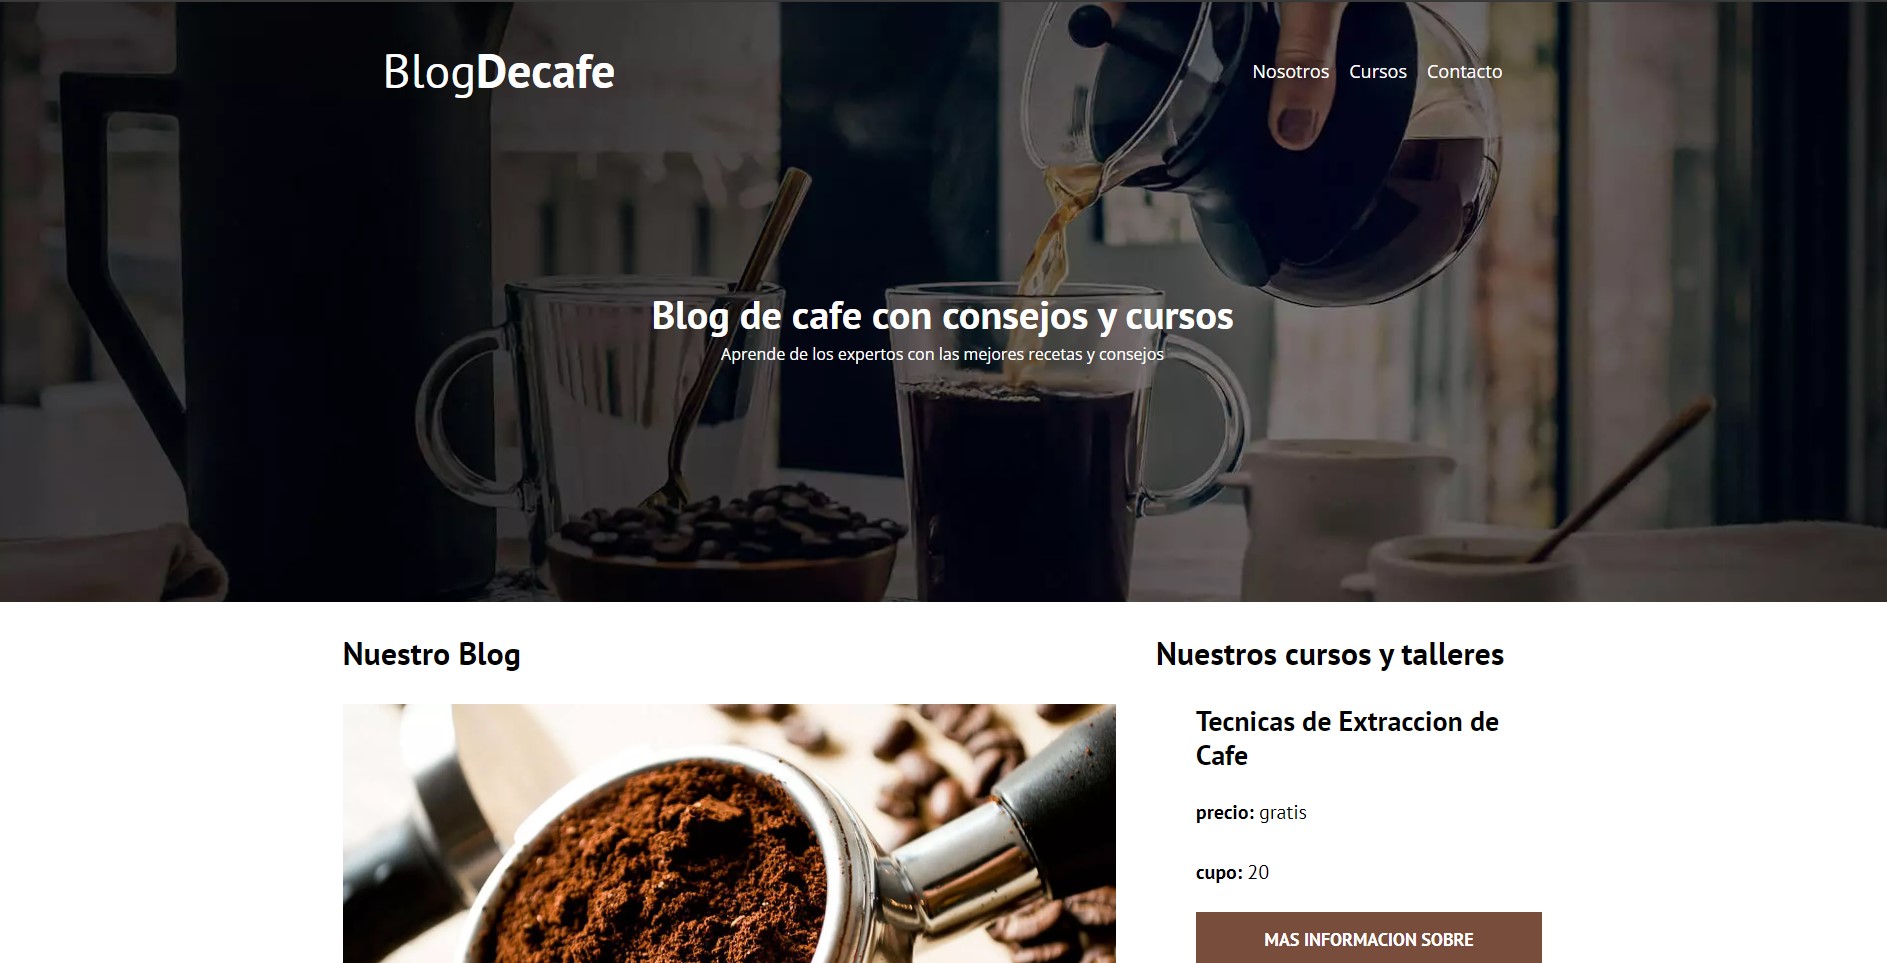 BlogDecafe
Nosotros Cursos Contacto
Blog de cafe con consejos y cursos
Aprende de los expertos con las mejores recetas y consejos
Nuestro Blog
Nuestros cursos y talleres
Tecnicas de Extraccion de
Cafe
precio: gratis
cupo: 20
MAS INFORMACION SOBRE